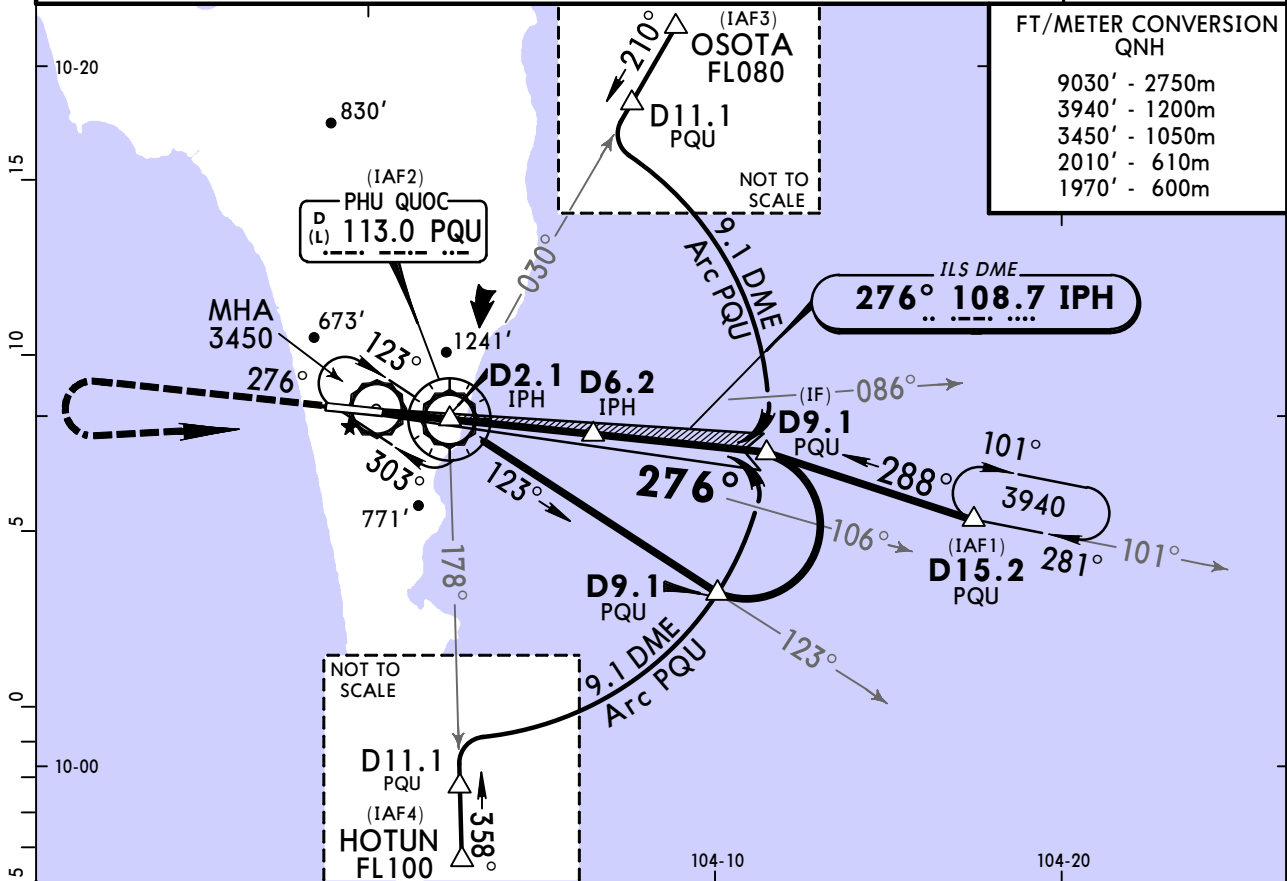 10-20
830'
(IAF2)
PHU QUOC
D
(L) 113.0 PQU
MHA
3450
673'
123°
276°
1241'
303°
771'
178°
123°
030°
210°
(IAF3)
OSOTA
FL080
D11.1
PQU
NOT TO
SCALE
9.1 DME
Arc PQU
FT/METER CONVERSION
QNH
9030' - 2750m
3940' - 1200m
3450' - 1050m
2010' - 610m
1970' - 600m
ILS DME
276° 108.7 IPH
D2.1
IPH
D6.2
IPH
086°
(IF)
D9.1
PQU
276°
288°
101°
3940
281°
101°
106°
(IAF1)
D15.2
PQU
D9.1
PQU
123°
9.1 DME
Arc PQU
NOT TO
SCALE
D11.1
PQU
(IAF4)
HOTUN
FL100
358°
10-00
104-10
104-20
15
10
5
0
5